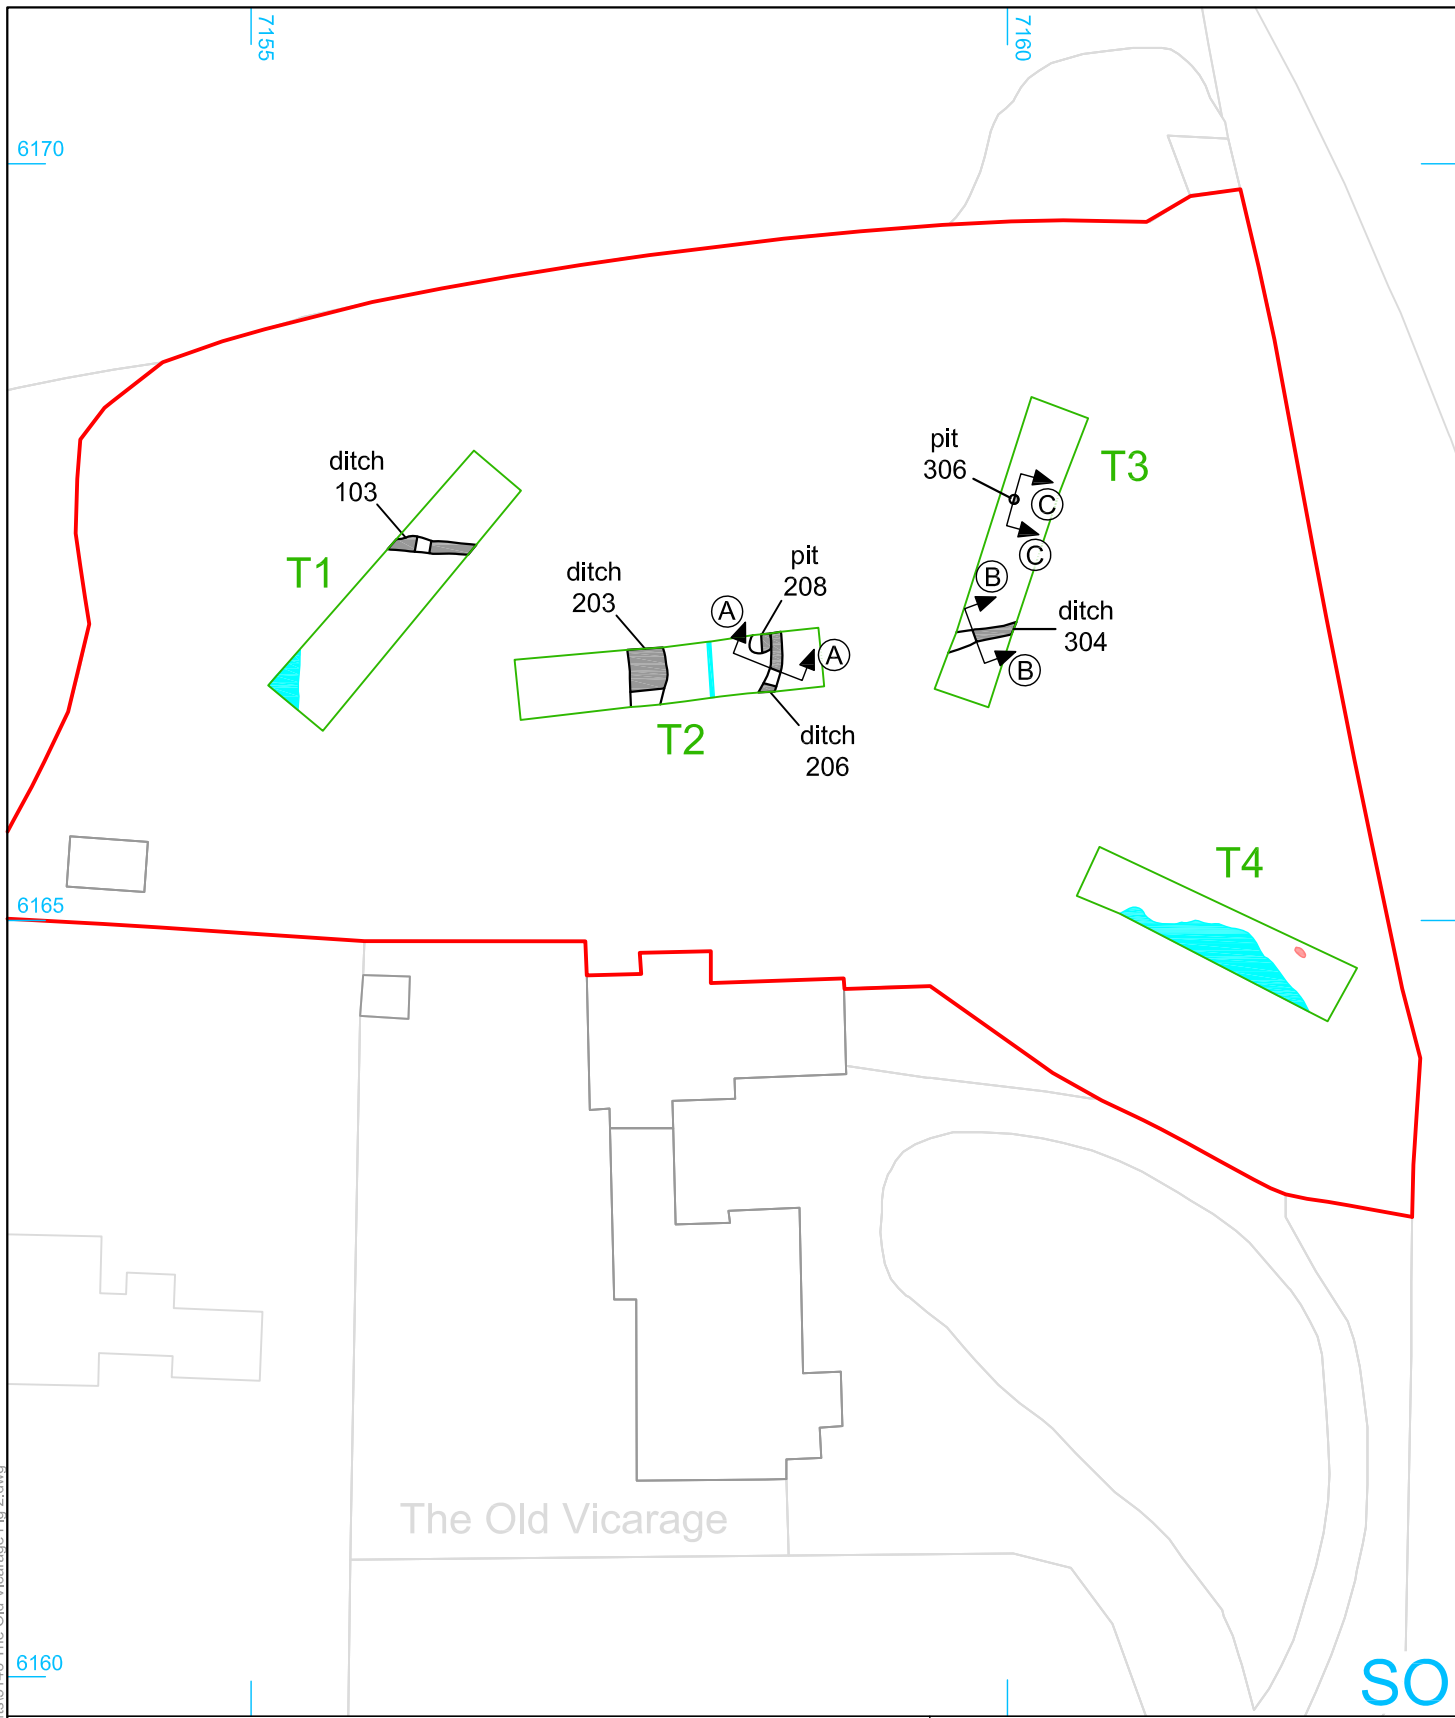 7155
7160
6170
pit
306
T3
ditch
103
C
C
T1
ditch
203
pit
208
B
A
ditch
304
A
B
T2
ditch
206
T4
6165
The Old Vicarage
6160
SO